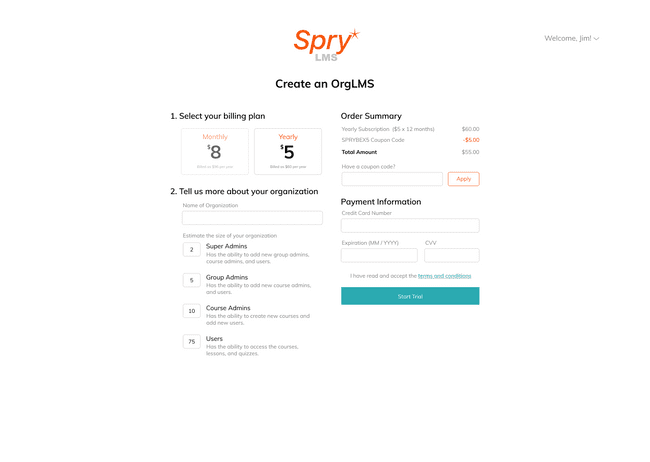 Spry*
LMS
Welcome, Jim!
Create an OrgLMS
1. Select your billing plan
Monthly
$8
Yearly
$5
2. Tell us more about your organization
Name of Organization
Estimate the size of your organization
2
Super Admins
Has the ability to add new group admins,
course admins, and users.
5
Group Admins
Has the ability to add new course admins,
and users.
10
Course Admins
Has the ability to create new courses and
add new users.
75
Users
Has the ability to access the courses,
lessons, and quizzes.
Order Summary
Yearly Subscription ($5 x 12 months) $60.00
SPRYBEX5 Coupon Code -$5.00
Total Amount $55.00
Have a coupon code?
Apply
Payment Information
Credit Card Number
Expiration (MM / YYYY) CVV
I have read and accept the terms and conditions
Start Trial